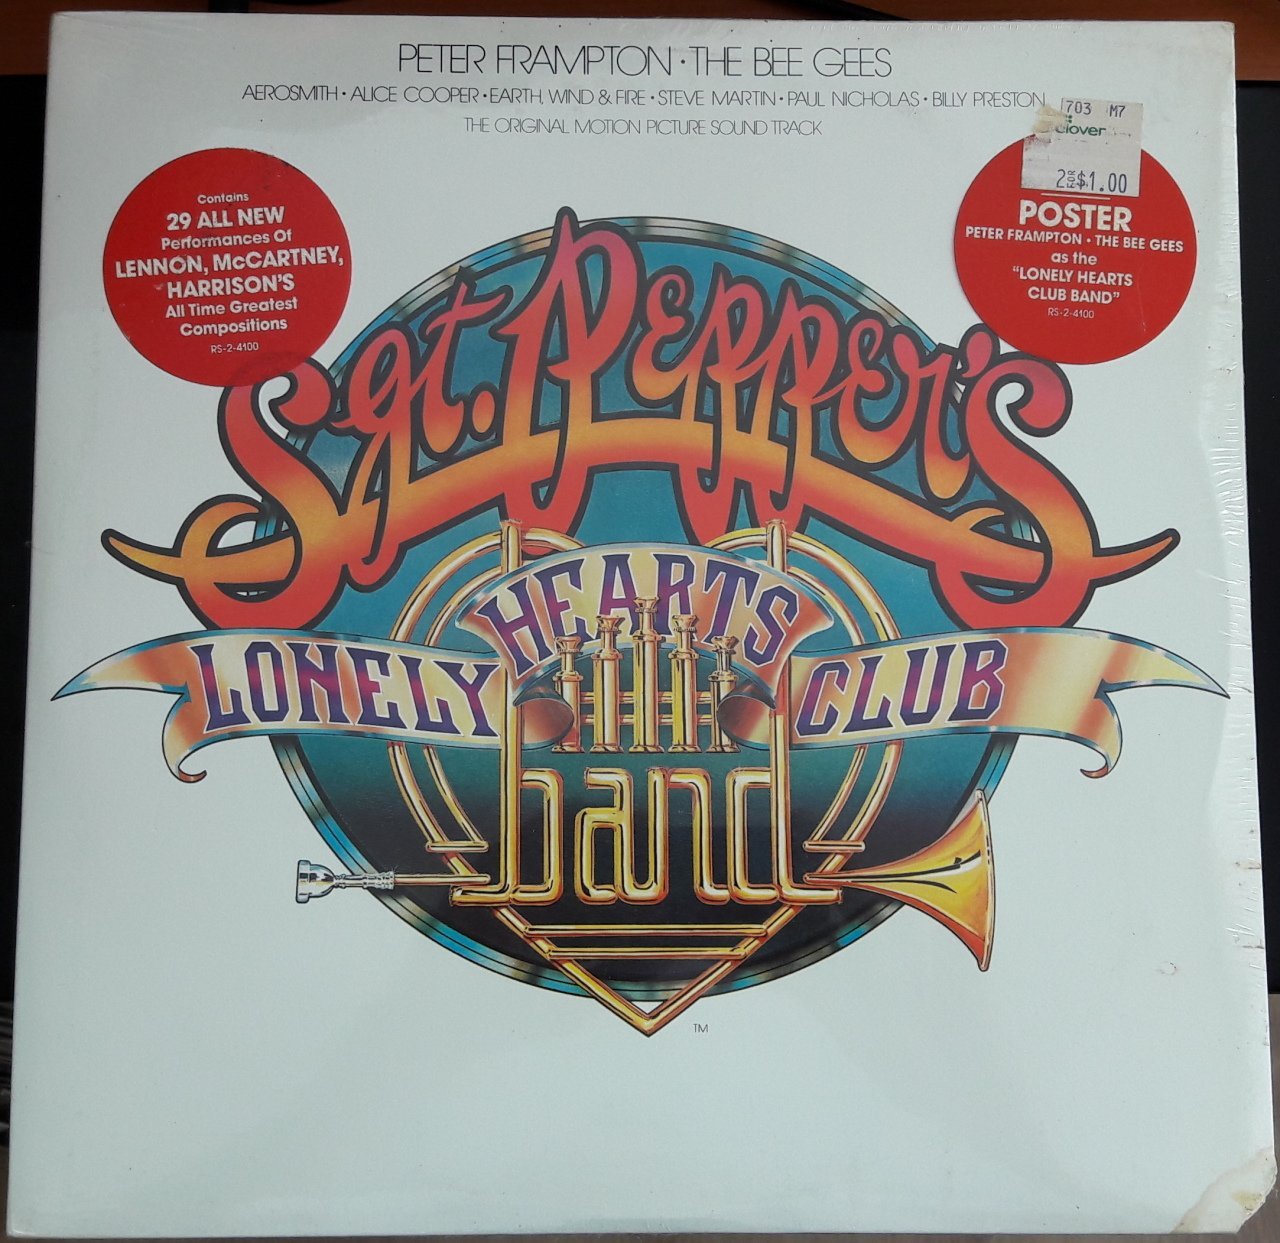 PETER FRAMPTON • THE BEE GEES
AEROSMITH • ALICE COOPER • EARTH, WIND & FIRE • STEVE MARTIN • PAUL NICHOLAS • BILLY PRESTON
THE ORIGINAL MOTION PICTURE SOUND TRACK
Contains
29 ALL NEW
Performances Of
LENNON, McCARTNEY,
HARRISON'S
All Time Greatest
Compositions
RS-2-4100
703 M7
clover
2 FOR $1.00
POSTER
PETER FRAMPTON • THE BEE GEES
as the
"LONELY HEARTS
CLUB BAND"
RS-2-4100
Sgt. Pepper's
LONELY HEARTS CLUB
band
TM